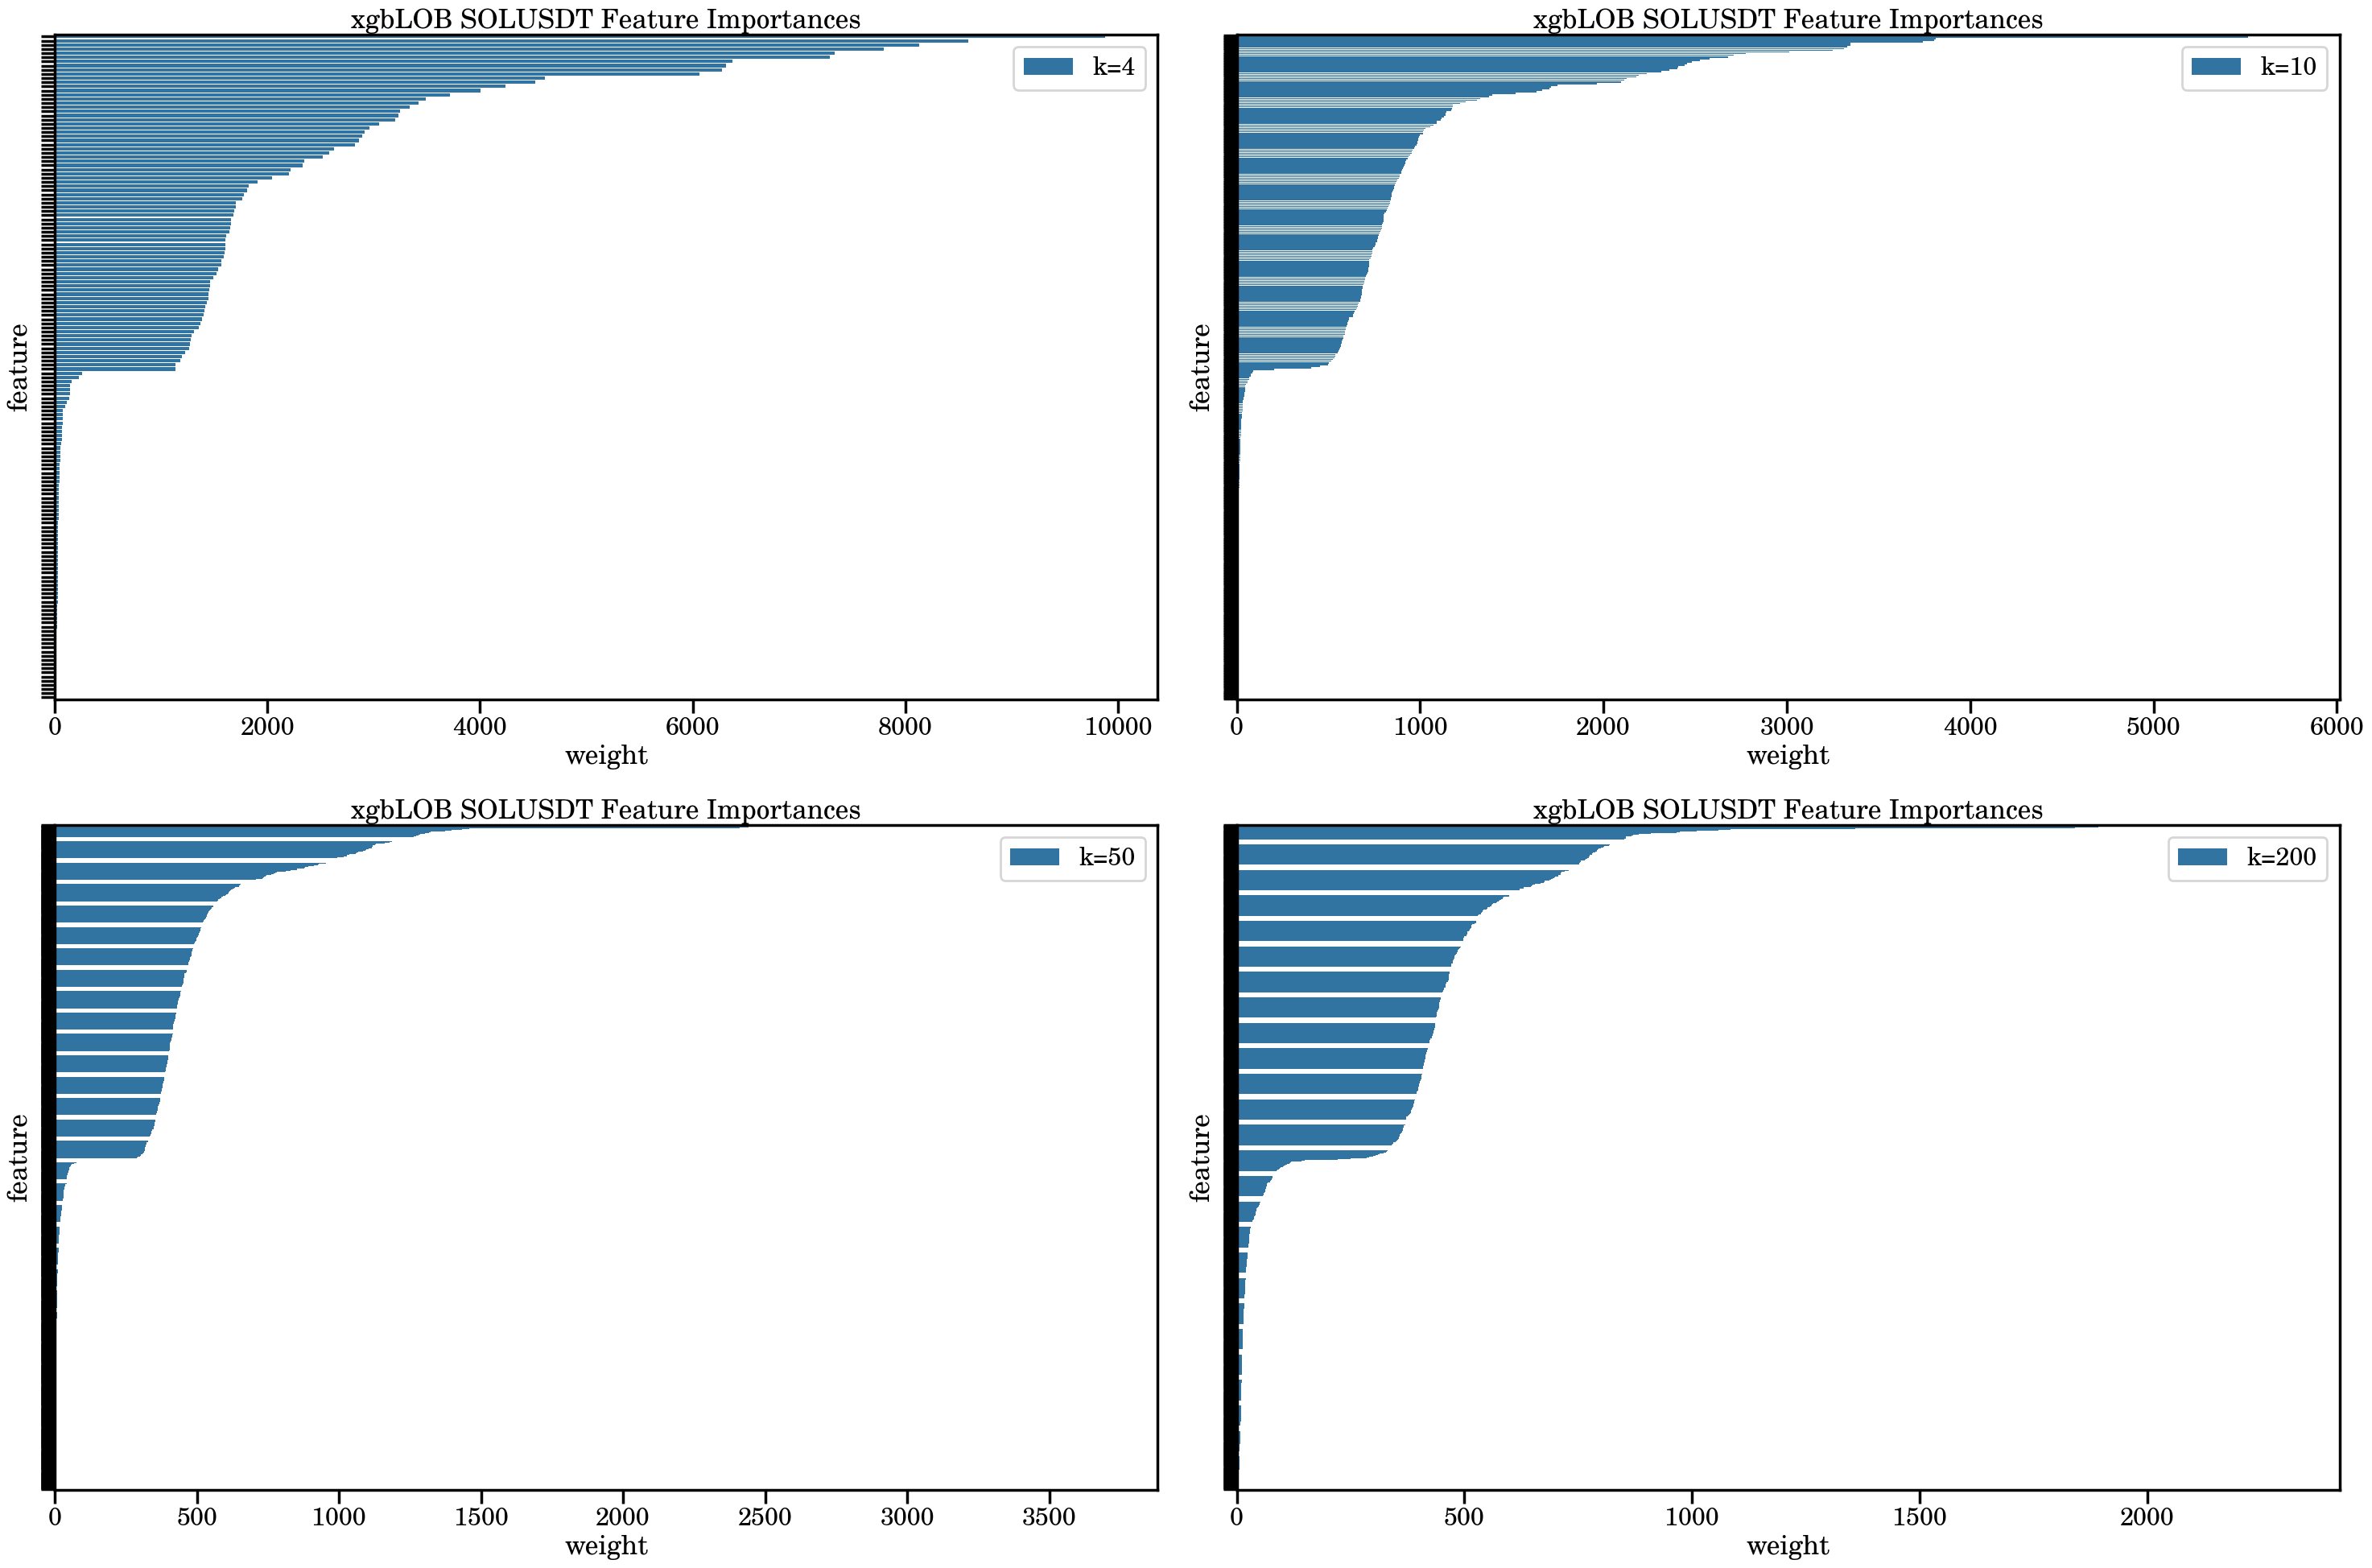 xgbLOB SOLUSDT Feature Importances
k=4
feature
0 2000 4000 6000 8000 10000
weight
xgbLOB SOLUSDT Feature Importances
k=10
feature
0 1000 2000 3000 4000 5000 6000
weight
xgbLOB SOLUSDT Feature Importances
k=50
feature
0 500 1000 1500 2000 2500 3000 3500
weight
xgbLOB SOLUSDT Feature Importances
k=200
feature
0 500 1000 1500 2000
weight